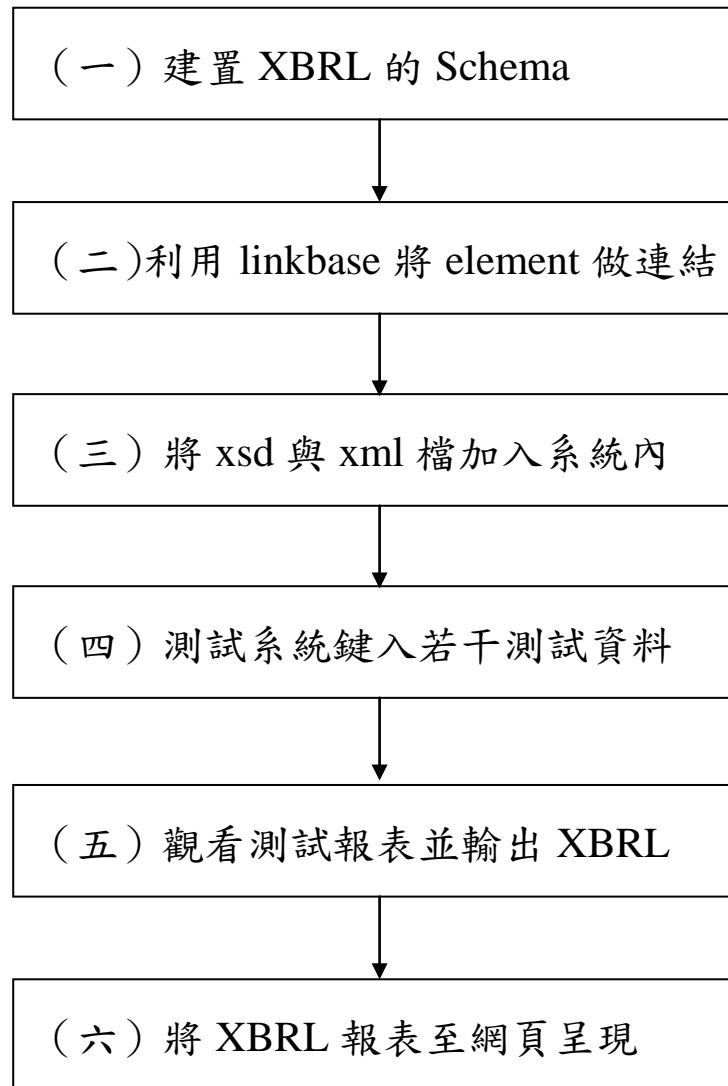 （一）建置 XBRL 的 Schema
（二)利用 linkbase 將 element 做連結
（三）將 xsd 與 xml 檔加入系統內
（四）測試系統鍵入若干測試資料
（五）觀看測試報表並輸出 XBRL
（六）將 XBRL 報表至網頁呈現